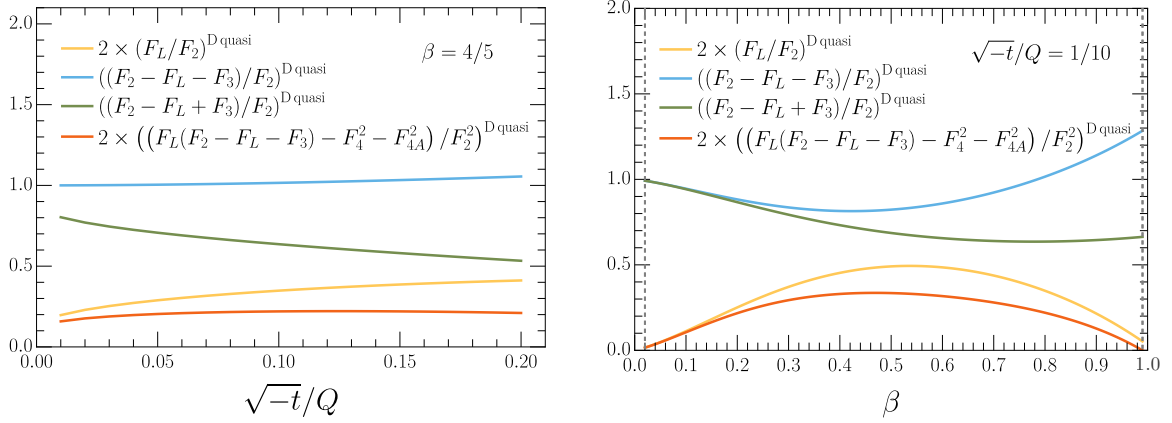 2.0
1.5
1.0
0.5
0.0
2 × (F_L/F_2)^{D quasi}
((F_2 − F_L − F_3)/F_2)^{D quasi}
((F_2 − F_L + F_3)/F_2)^{D quasi}
2 × ((F_L(F_2 − F_L − F_3) − F_4^2 − F_{4A}^2)/F_2^2)^{D quasi}
β = 4/5
0.00 0.05 0.10 0.15 0.20
√−t/Q
2.0
1.5
1.0
0.5
0.0
2 × (F_L/F_2)^{D quasi}
((F_2 − F_L − F_3)/F_2)^{D quasi}
((F_2 − F_L + F_3)/F_2)^{D quasi}
2 × ((F_L(F_2 − F_L − F_3) − F_4^2 − F_{4A}^2)/F_2^2)^{D quasi}
√−t/Q = 1/10
0.0 0.1 0.2 0.3 0.4 0.5 0.6 0.7 0.8 0.9 1.0
β